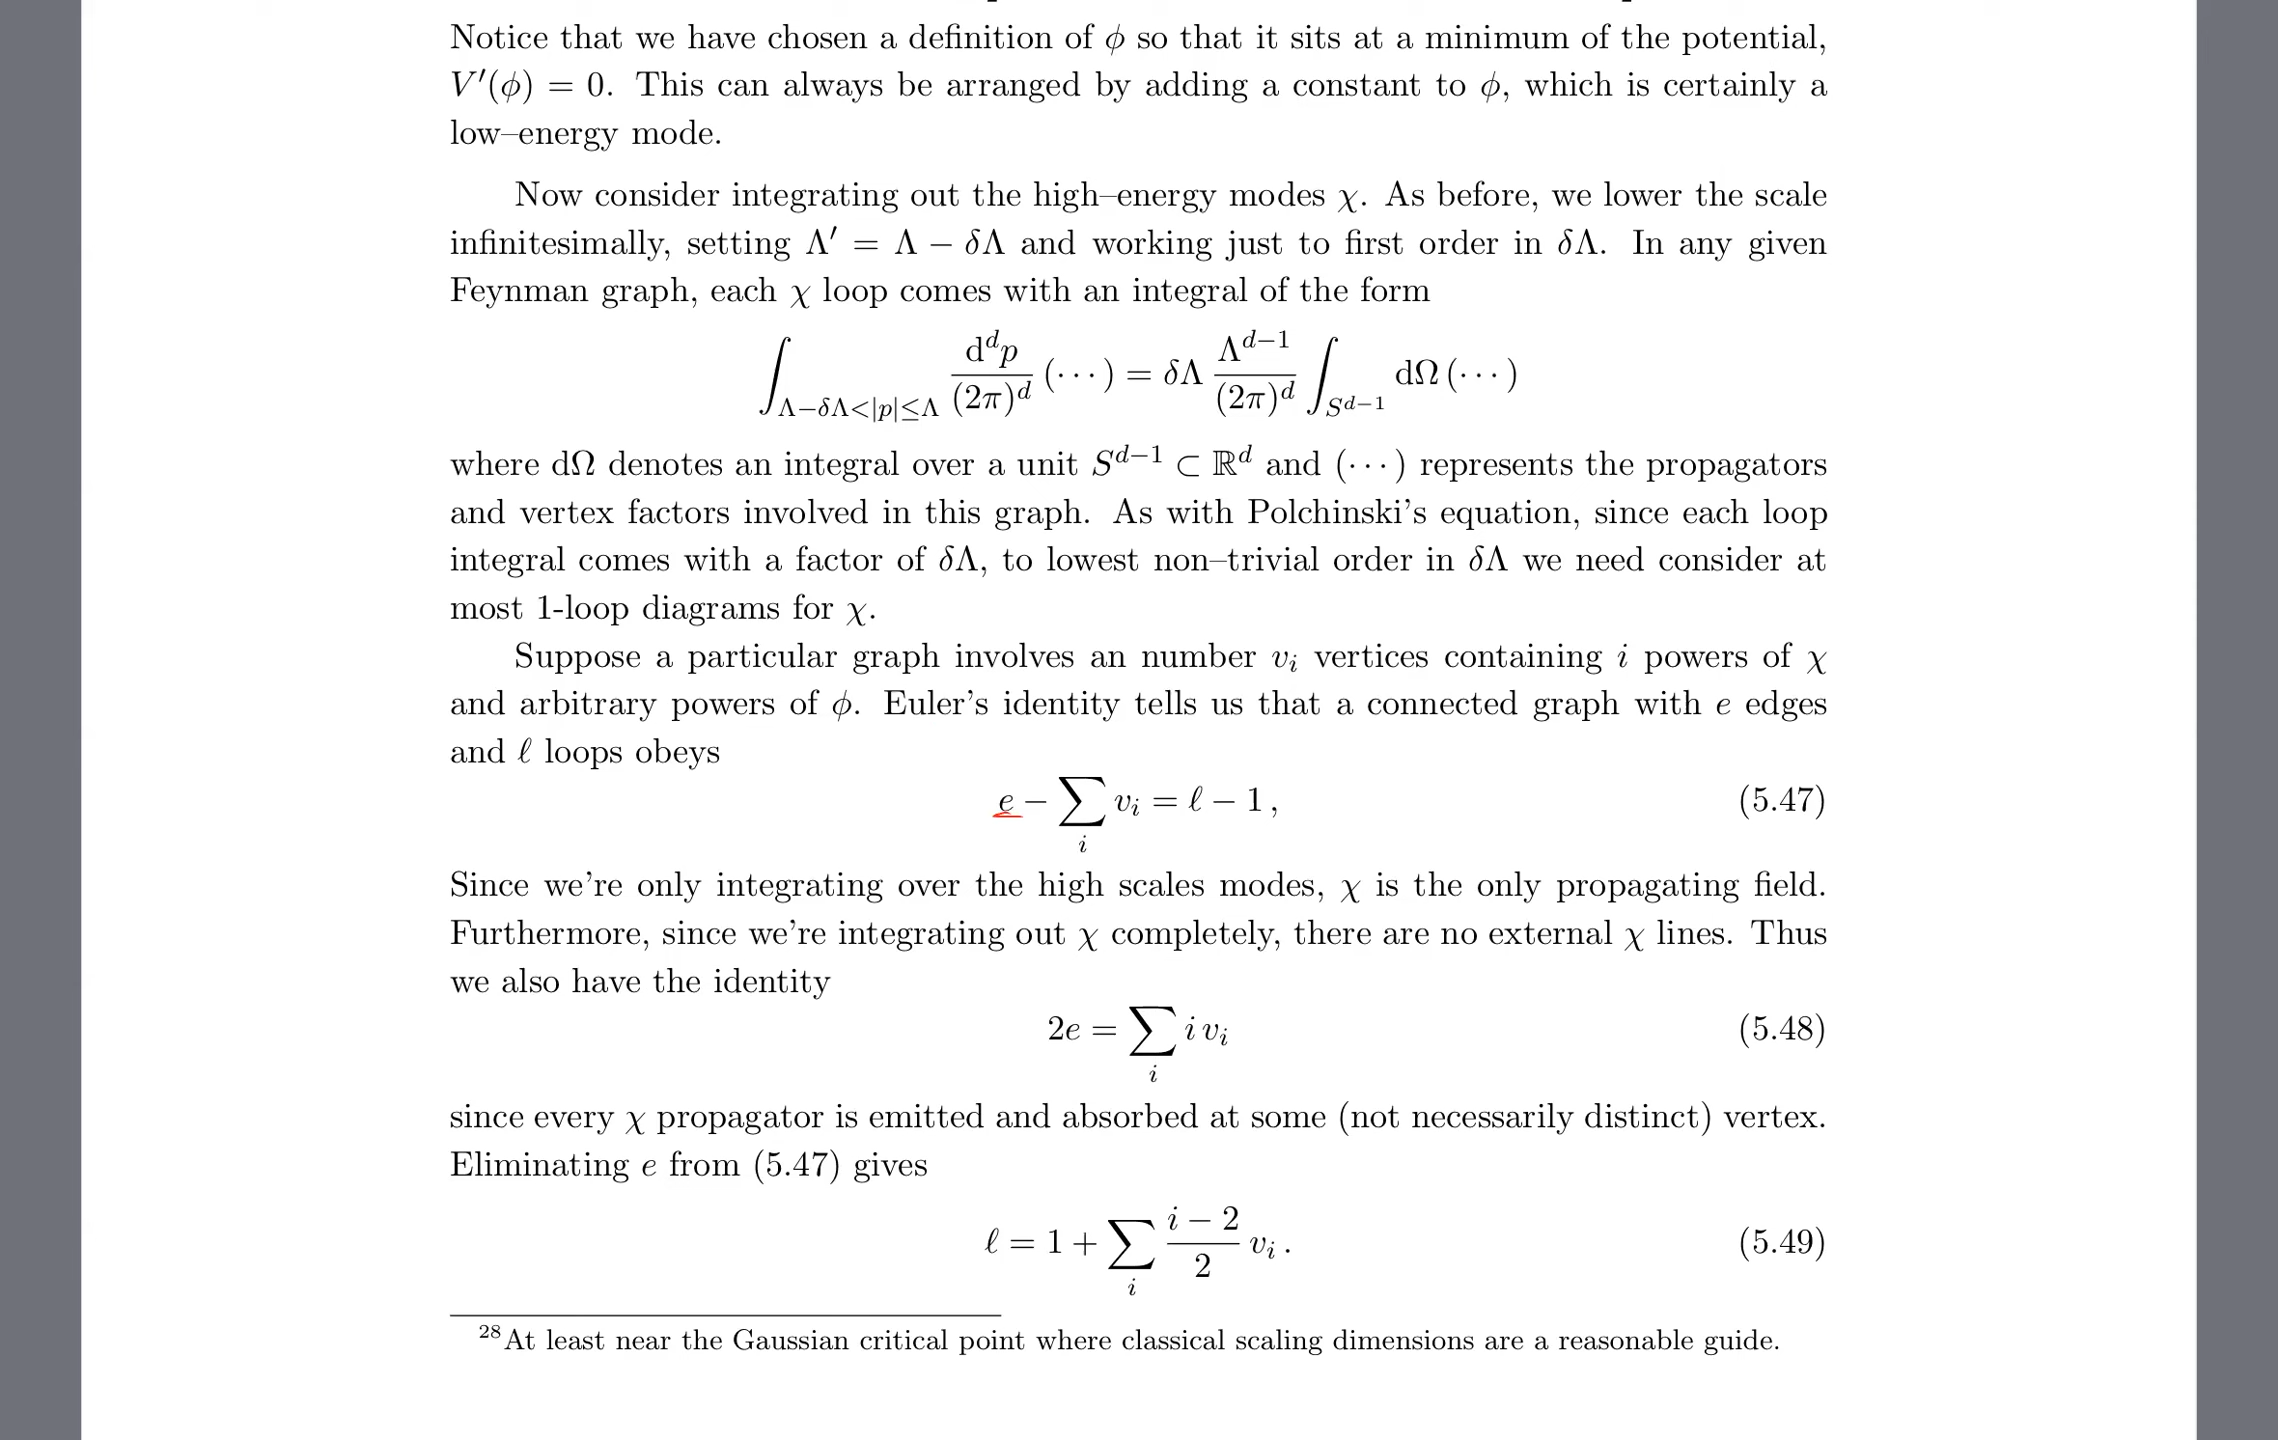 Notice that we have chosen a definition of ϕ so that it sits at a minimum of the potential,
V′(ϕ) = 0. This can always be arranged by adding a constant to ϕ, which is certainly a
low–energy mode.
Now consider integrating out the high–energy modes χ. As before, we lower the scale
infinitesimally, setting Λ′ = Λ − δΛ and working just to first order in δΛ. In any given
Feynman graph, each χ loop comes with an integral of the form
∫_{Λ−δΛ<|p|≤Λ} d^d p/(2π)^d (⋯) = δΛ Λ^{d−1}/(2π)^d ∫_{S^{d−1}} dΩ (⋯)
where dΩ denotes an integral over a unit S^{d−1} ⊂ ℝ^d and (⋯) represents the propagators
and vertex factors involved in this graph. As with Polchinski's equation, since each loop
integral comes with a factor of δΛ, to lowest non–trivial order in δΛ we need consider at
most 1-loop diagrams for χ.
Suppose a particular graph involves an number v_i vertices containing i powers of χ
and arbitrary powers of ϕ. Euler's identity tells us that a connected graph with e edges
and ℓ loops obeys
e − ∑_i v_i = ℓ − 1 , (5.47)
Since we're only integrating over the high scales modes, χ is the only propagating field.
Furthermore, since we're integrating out χ completely, there are no external χ lines. Thus
we also have the identity
2e = ∑_i i v_i (5.48)
since every χ propagator is emitted and absorbed at some (not necessarily distinct) vertex.
Eliminating e from (5.47) gives
ℓ = 1 + ∑_i (i − 2)/2 v_i . (5.49)
²⁸At least near the Gaussian critical point where classical scaling dimensions are a reasonable guide.